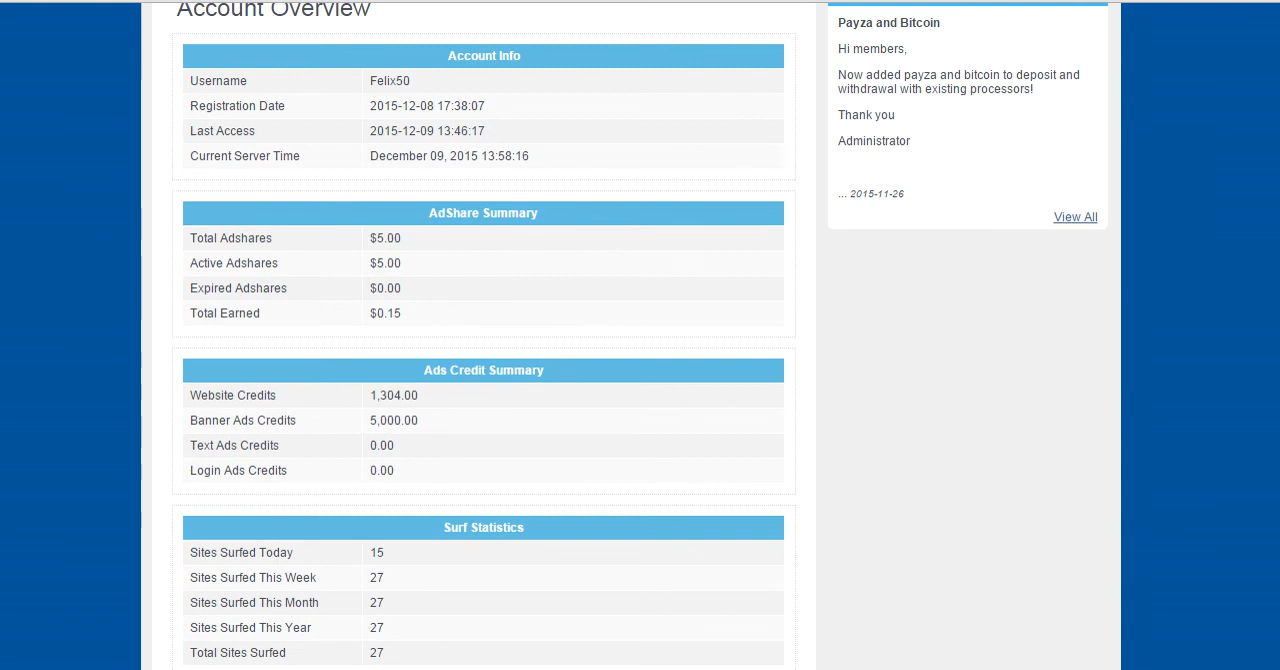 Account Overview
Account Info
Username Felix50
Registration Date 2015-12-08 17:38:07
Last Access 2015-12-09 13:46:17
Current Server Time December 09, 2015 13:58:16
AdShare Summary
Total Adshares $5.00
Active Adshares $5.00
Expired Adshares $0.00
Total Earned $0.15
Ads Credit Summary
Website Credits 1,304.00
Banner Ads Credits 5,000.00
Text Ads Credits 0.00
Login Ads Credits 0.00
Surf Statistics
Sites Surfed Today 15
Sites Surfed This Week 27
Sites Surfed This Month 27
Sites Surfed This Year 27
Total Sites Surfed 27
Payza and Bitcoin
Hi members,
Now added payza and bitcoin to deposit and
withdrawal with existing processors!
Thank you
Administrator
... 2015-11-26
View All